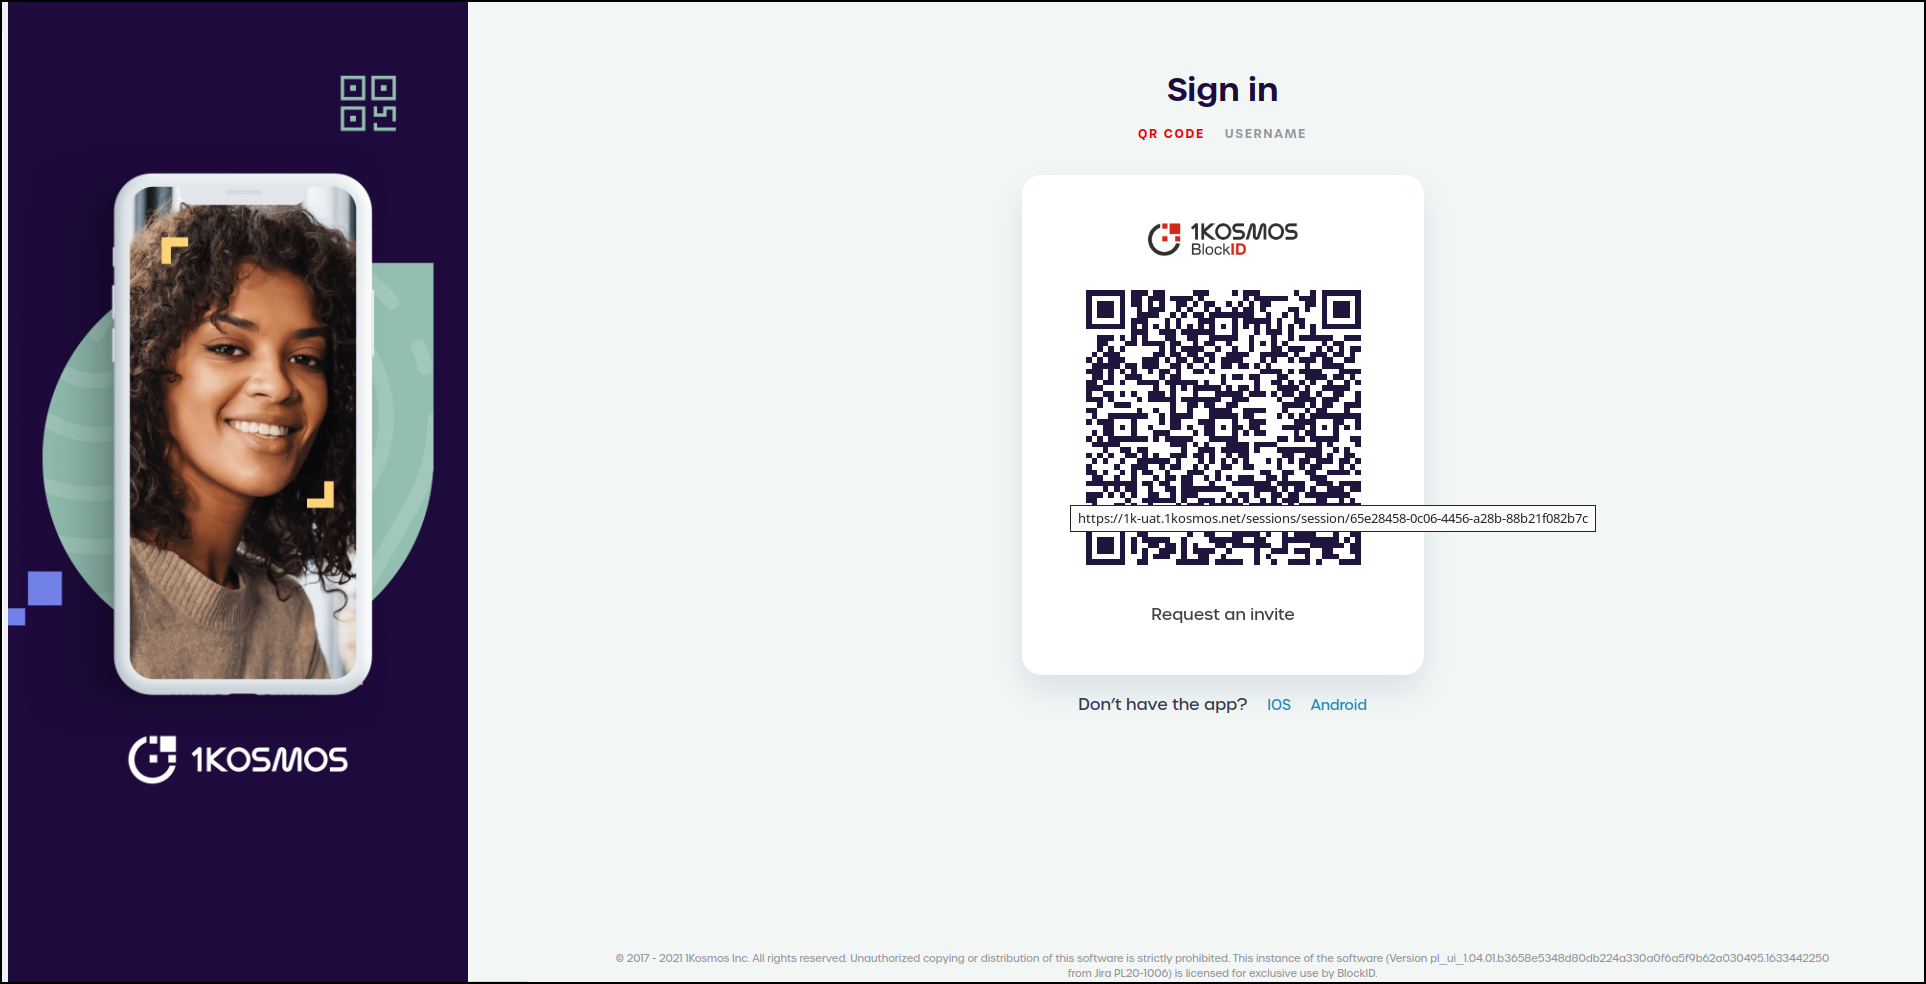 Sign in
QR CODE USERNAME
1KOSMOS
BlockID
https://1k-uat.1kosmos.net/sessions/session/65e28458-0c06-4456-a28b-88b21f082b7c
Request an invite
Don't have the app? IOS Android
1KOSMOS
© 2017 - 2021 1Kosmos Inc. All rights reserved. Unauthorized copying or distribution of this software is strictly prohibited. This instance of the software (Version pl_ui_1.04.01.b3658e5348d80db224a330a0f6a5f9b62a030495.1633442250
from Jira PL20-1006) is licensed for exclusive use by BlockID.